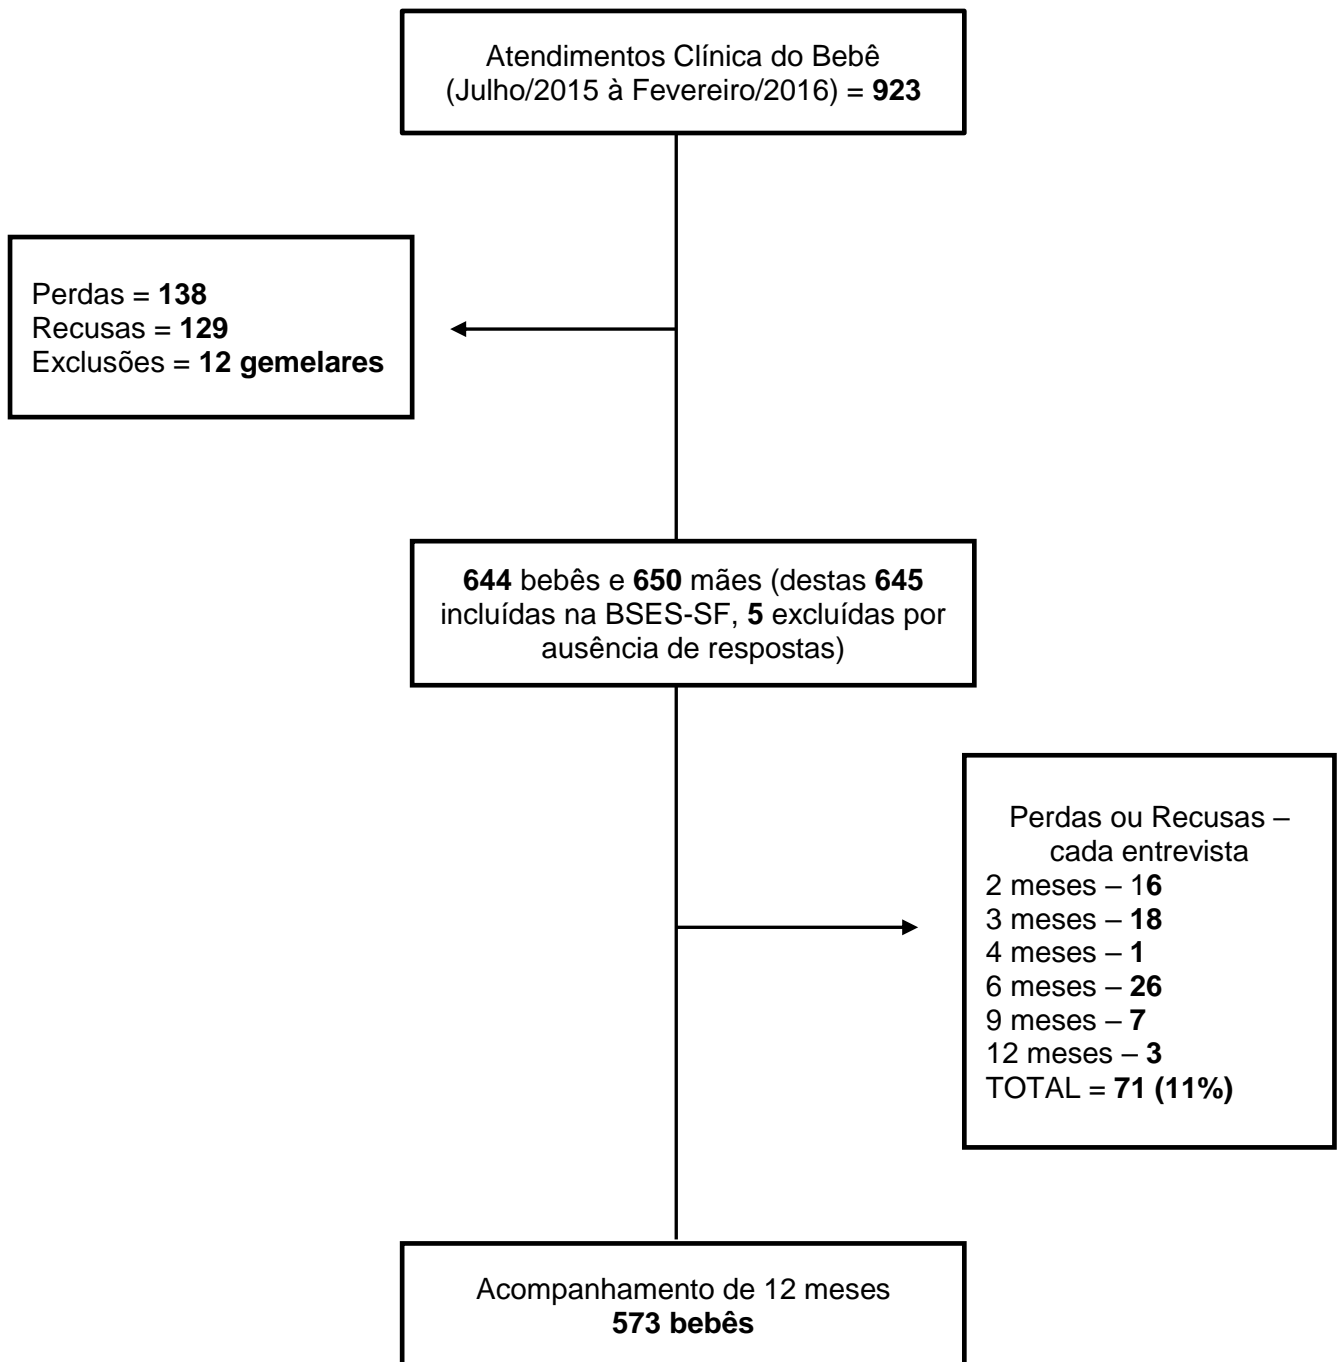 Atendimentos Clínica do Bebê
(Julho/2015 à Fevereiro/2016) = 923
Perdas = 138
Recusas = 129
Exclusões = 12 gemelares
644 bebês e 650 mães (destas 645
incluídas na BSES-SF, 5 excluídas por
ausência de respostas)
Perdas ou Recusas –
cada entrevista
2 meses – 16
3 meses – 18
4 meses – 1
6 meses – 26
9 meses – 7
12 meses – 3
TOTAL = 71 (11%)
Acompanhamento de 12 meses
573 bebês